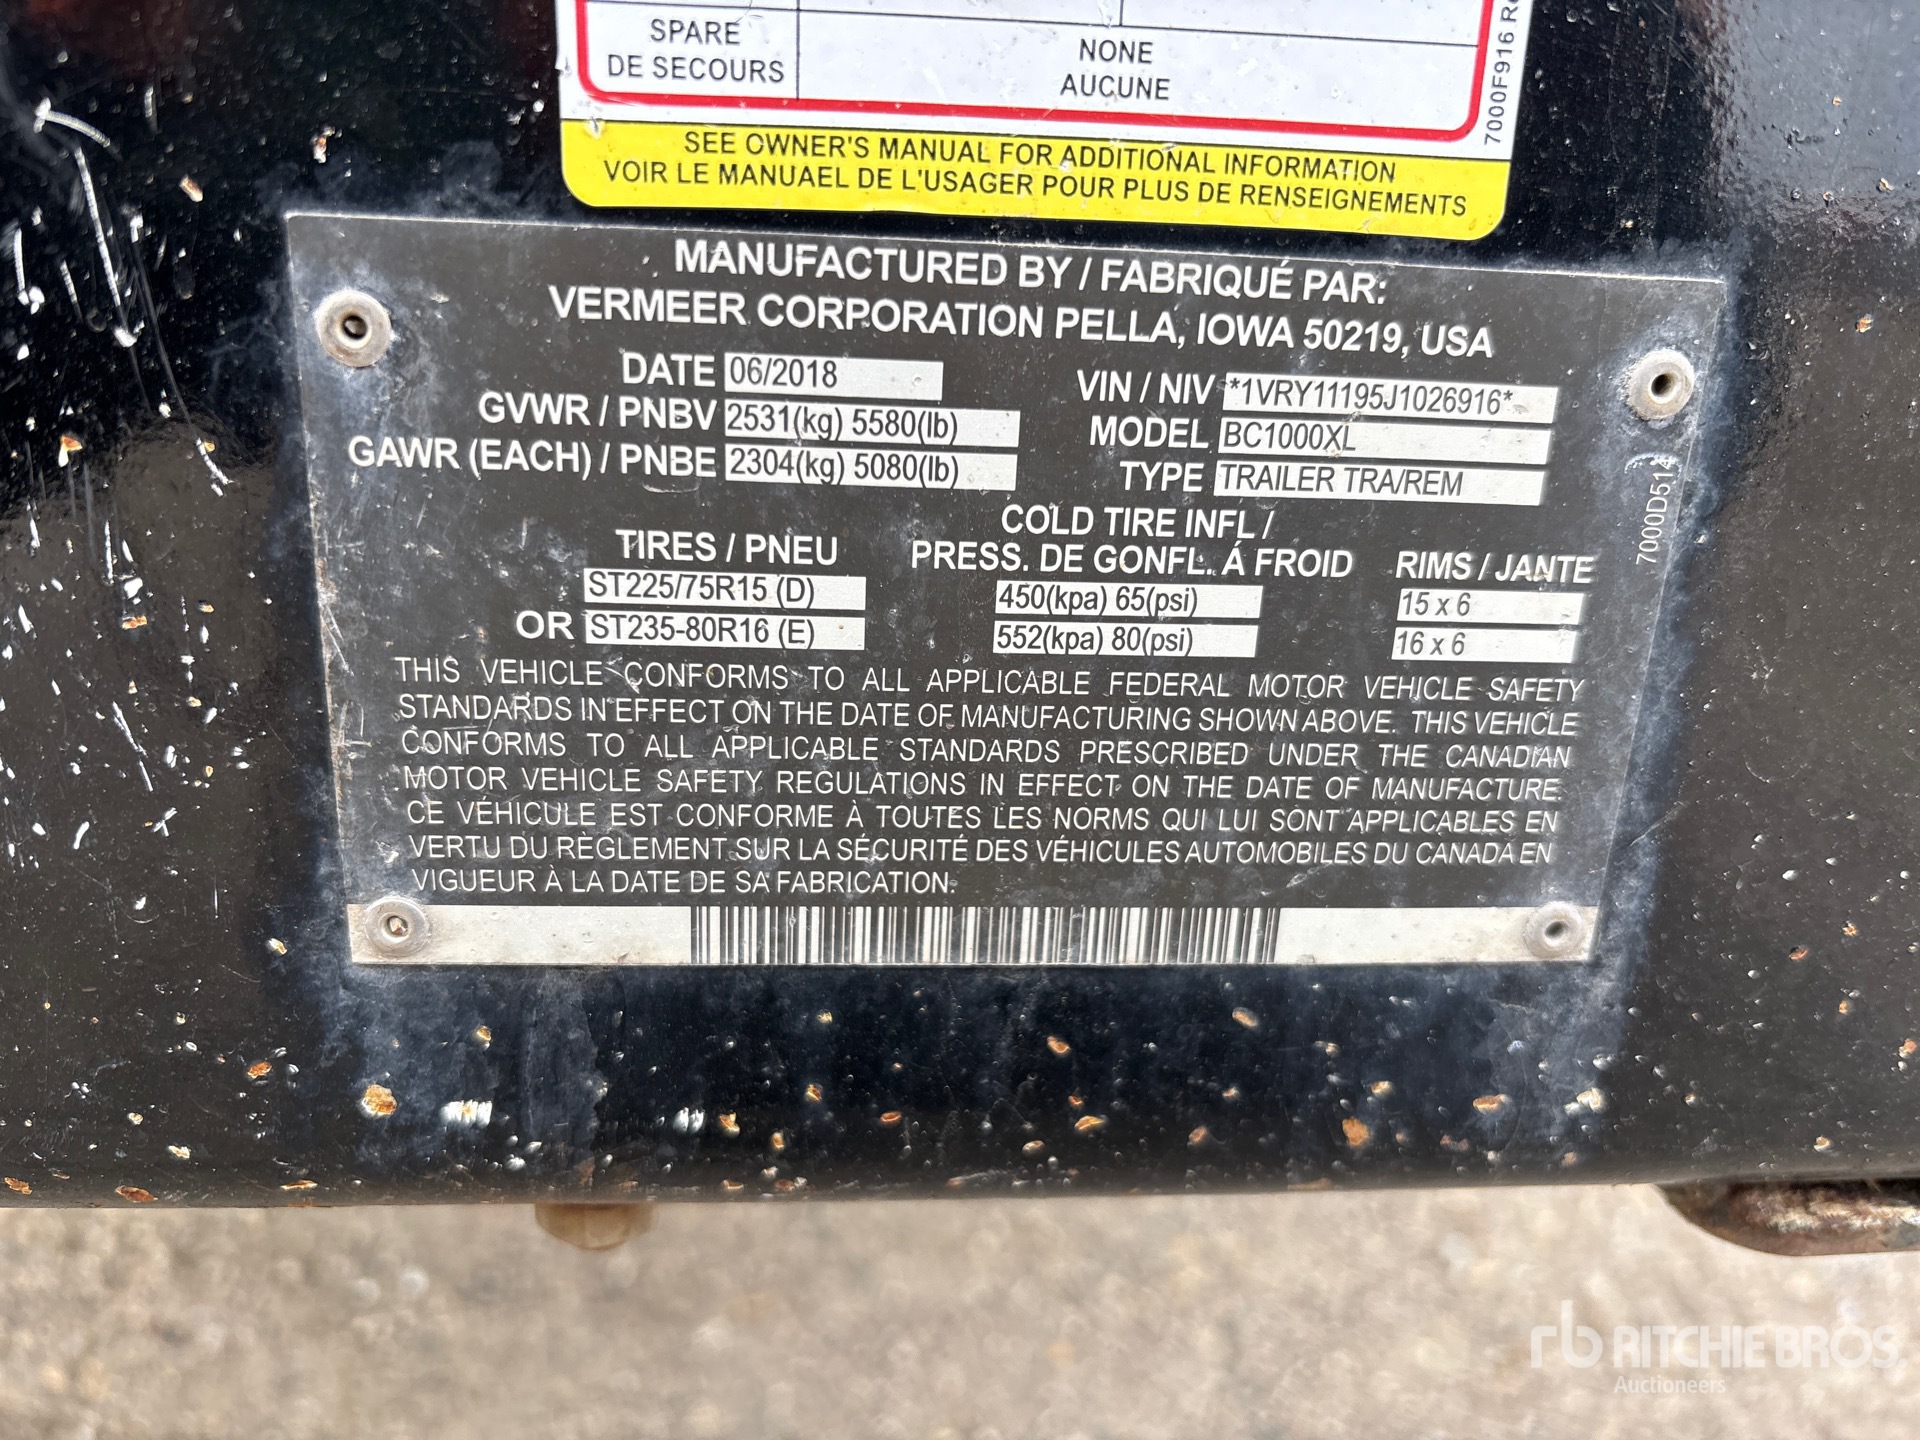 SPARE
DE SECOURS
NONE
AUCUNE
7000F916 R
SEE OWNER'S MANUAL FOR ADDITIONAL INFORMATION
VOIR LE MANUAEL DE L'USAGER POUR PLUS DE RENSEIGNEMENTS
MANUFACTURED BY / FABRIQUÉ PAR:
VERMEER CORPORATION PELLA, IOWA 50219, USA
DATE 06/2018
VIN / NIV *1VRY11195J1026916*
GVWR / PNBV 2531(kg) 5580(lb)
MODEL BC1000XL
GAWR (EACH) / PNBE 2304(kg) 5080(lb)
TYPE TRAILER TRA/REM
7000D514
TIRES / PNEU
COLD TIRE INFL /
PRESS. DE GONFL. Á FROID
RIMS / JANTE
ST225/75R15 (D) 450(kpa) 65(psi) 15 x 6
OR ST235-80R16 (E) 552(kpa) 80(psi) 16 x 6
THIS VEHICLE CONFORMS TO ALL APPLICABLE FEDERAL MOTOR VEHICLE SAFETY
STANDARDS IN EFFECT ON THE DATE OF MANUFACTURING SHOWN ABOVE. THIS VEHICLE
CONFORMS TO ALL APPLICABLE STANDARDS PRESCRIBED UNDER THE CANADIAN
MOTOR VEHICLE SAFETY REGULATIONS IN EFFECT ON THE DATE OF MANUFACTURE.
CE VÉHICULE EST CONFORME À TOUTES LES NORMS QUI LUI SONT APPLICABLES EN
VERTU DU RÈGLEMENT SUR LA SÉCURITÉ DES VÉHICULES AUTOMOBILES DU CANADA EN
VIGUEUR À LA DATE DE SA FABRICATION.
rb RITCHIE BROS.
Auctioneers